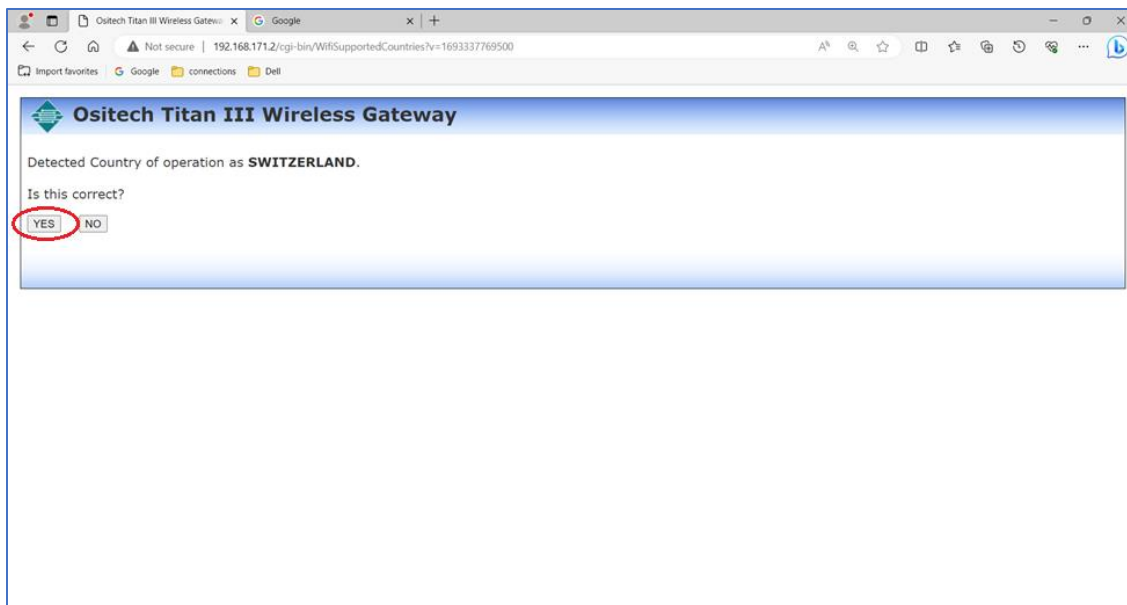 Ositech Titan III Wireless Gatewa
Google
Not secure | 192.168.171.2/cgi-bin/WifiSupportedCountries?v=1693337769500
Import favorites Google connections Dell
Ositech Titan III Wireless Gateway
Detected Country of operation as SWITZERLAND.
Is this correct?
YES NO